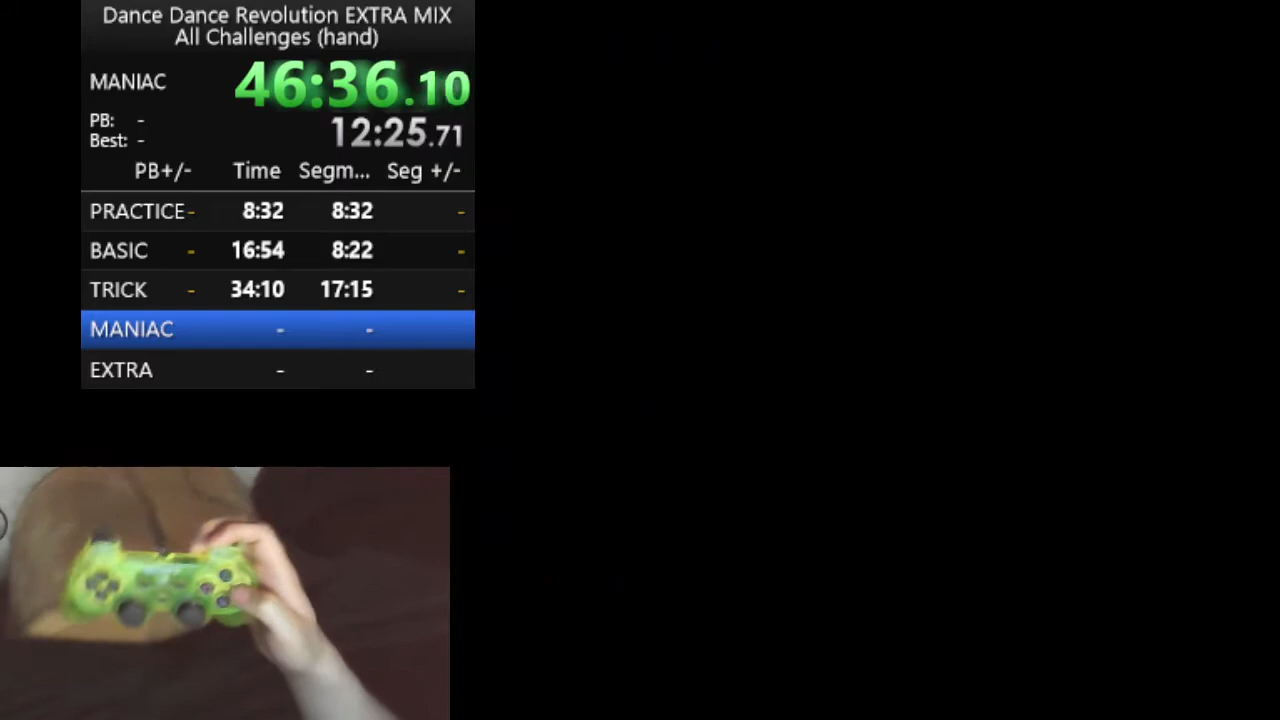 Dance Dance Revolution EXTRA MIX
All Challenges (hand)
MANIAC 46:36.10
PB: -
Best: - 12:25.71
PB+/- Time Segm... Seg +/-
PRACTICE - 8:32 8:32 -
BASIC - 16:54 8:22 -
TRICK - 34:10 17:15 -
MANIAC - -
EXTRA - -